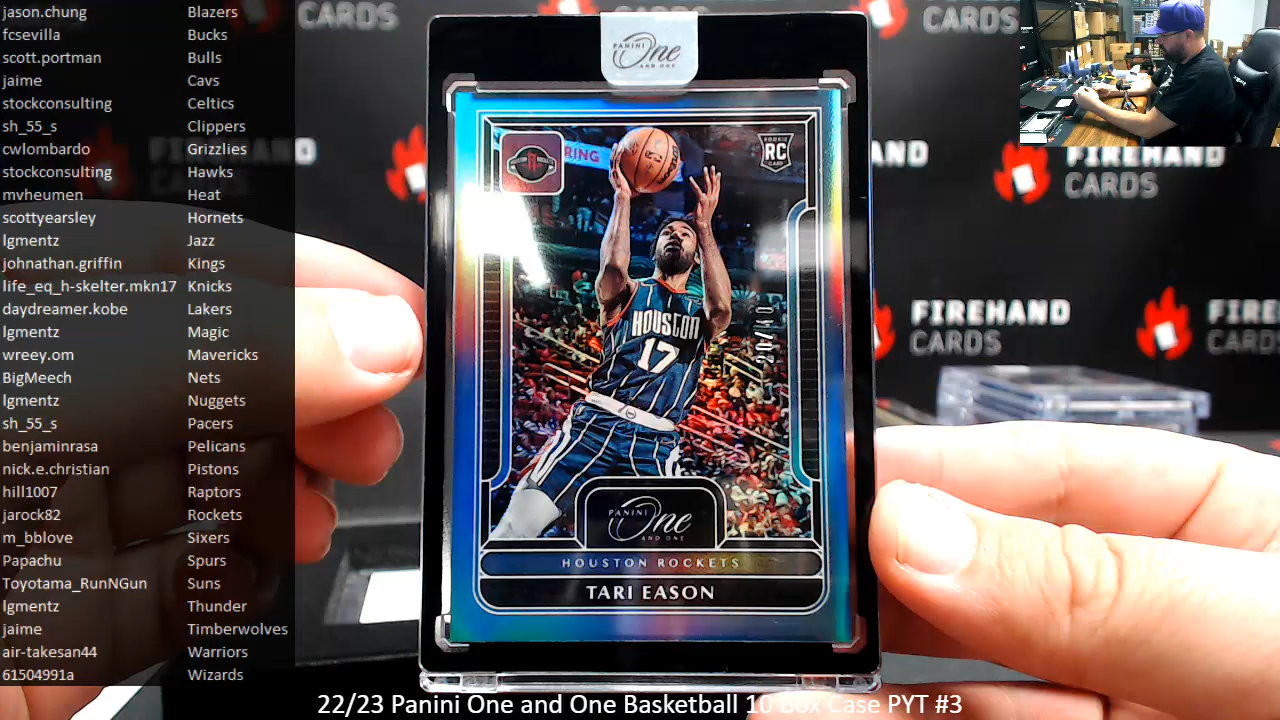 jason.chung Blazers
fcsevilla Bucks
scott.portman Bulls
jaime Cavs
stockconsulting Celtics
sh_55_s Clippers
cwlombardo Grizzlies
stockconsulting Hawks
mvheumen Heat
scottyearsley Hornets
lgmentz Jazz
johnathan.griffin Kings
life_eq_h-skelter.mkn17 Knicks
daydreamer.kobe Lakers
lgmentz Magic
wreey.om Mavericks
BigMeech Nets
lgmentz Nuggets
sh_55_s Pacers
benjaminrasa Pelicans
nick.e.christian Pistons
hill1007 Raptors
jarock82 Rockets
m_bblove Sixers
Papachu Spurs
Toyotama_RunNGun Suns
lgmentz Thunder
jaime Timberwolves
air-takesan44 Warriors
61504991a Wizards
CARDS
CARDS
PANINI
One
AND ONE
RING
ROOKIE
RC
CARD
HOUSTON
17
PANINI
One
AND ONE
HOUSTON ROCKETS
TARI EASON
AND
FIREHAND
CARDS
FIREHAND
CARDS
22/23 Panini One and One Basketball 10 Box Case PYT #3